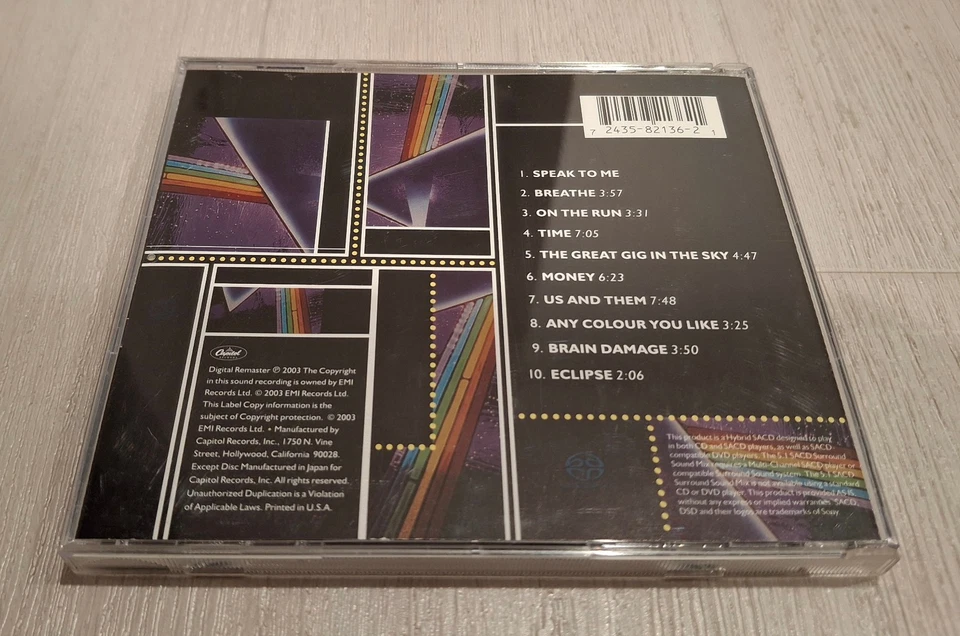 7 2435-82136-2 1
1. SPEAK TO ME
2. BREATHE 3:57
3. ON THE RUN 3:31
4. TIME 7:05
5. THE GREAT GIG IN THE SKY 4:47
6. MONEY 6:23
7. US AND THEM 7:48
8. ANY COLOUR YOU LIKE 3:25
9. BRAIN DAMAGE 3:50
10. ECLIPSE 2:06
Capitol
Digital Remaster ℗ 2003 The Copyright
in this sound recording is owned by EMI
Records Ltd. © 2003 EMI Records Ltd.
This Label Copy information is the
subject of Copyright protection. © 2003
EMI Records Ltd. • Manufactured by
Capitol Records, Inc., 1750 N. Vine
Street, Hollywood, California 90028.
Except Disc Manufactured in Japan for
Capitol Records, Inc. All rights reserved.
Unauthorized Duplication is a Violation
of Applicable Laws. Printed in U.S.A.
This product is a Hybrid SACD designed to play
in both CD and SACD players, as well as SACD
compatible DVD players. The 5.1 SACD Surround
Sound Mix requires a Multi-Channel SACD player or
compatible Surround Sound system. The 5.1 SACD
Surround Sound Mix is not available using a standard
CD or DVD player. This product is provided AS IS,
without any express or implied warranties. SACD,
DSD and their logos are trademarks of Sony